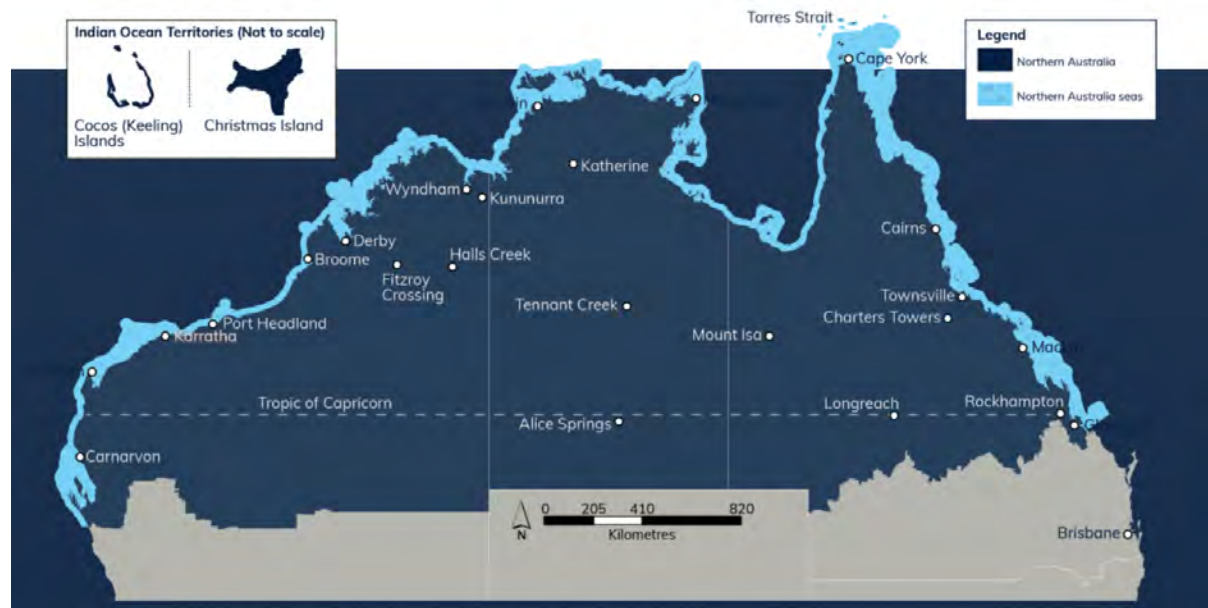 Indian Ocean Territories (Not to scale)
Cocos (Keeling)
Islands
Christmas Island
Torres Strait
Legend
Northern Australia
Northern Australia seas
Cape York
Katherine
Wyndham
Kununurra
Derby
Broome
Halls Creek
Fitzroy
Crossing
Cairns
Tennant Creek
Townsville
Charters Towers
Port Headland
Karratha
Mount Isa
Tropic of Capricorn
Longreach
Rockhampton
Alice Springs
Carnarvon
N
0 205 410 820
Kilometres
Brisbane